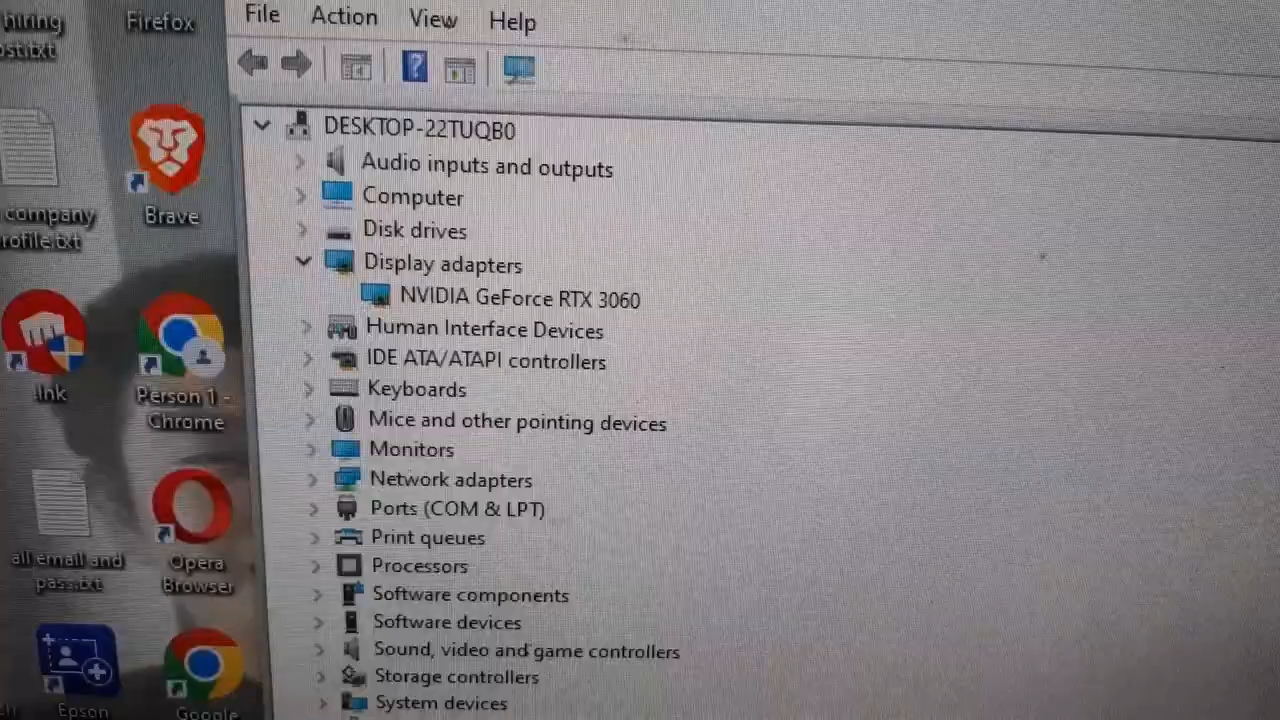 File Action View Help
DESKTOP-22TUQB0
Audio inputs and outputs
Computer
Disk drives
Display adapters
NVIDIA GeForce RTX 3060
Human Interface Devices
IDE ATA/ATAPI controllers
Keyboards
Mice and other pointing devices
Monitors
Network adapters
Ports (COM & LPT)
Print queues
Processors
Software components
Software devices
Sound, video and game controllers
Storage controllers
System devices
hiring
ost.txt
Firefox
company
rofile.txt
Brave
Ink
Person 1 -
Chrome
all email and
pass.txt
Opera
Browser
Epson
Google